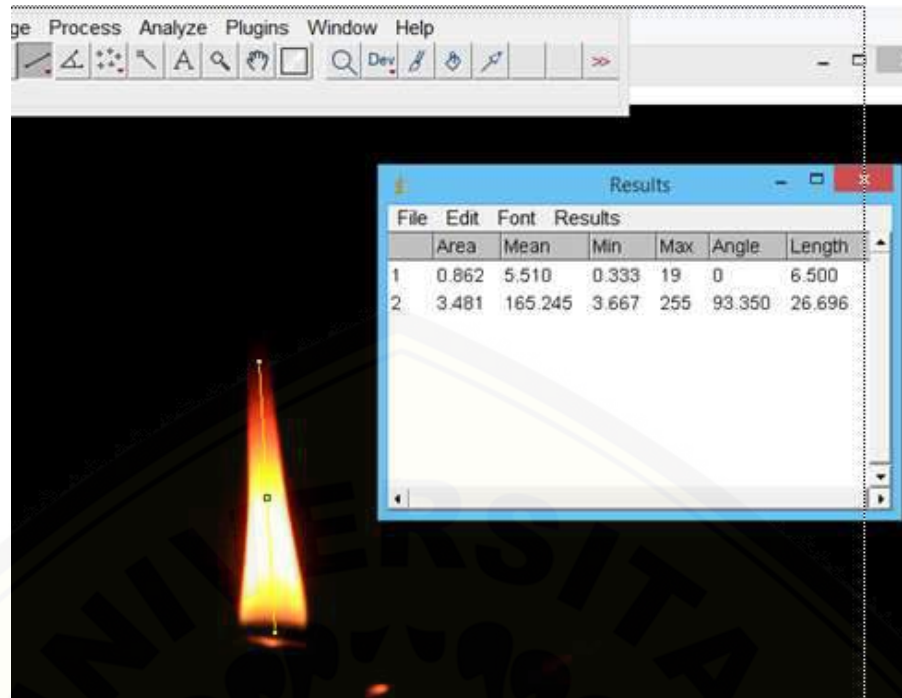 ge Process Analyze Plugins Window Help
A Dev >>
Results
File Edit Font Results
Area Mean Min Max Angle Length
1 0.862 5.510 0.333 19 0 6.500
2 3.481 165.245 3.667 255 93.350 26.696
UNIVERSITA